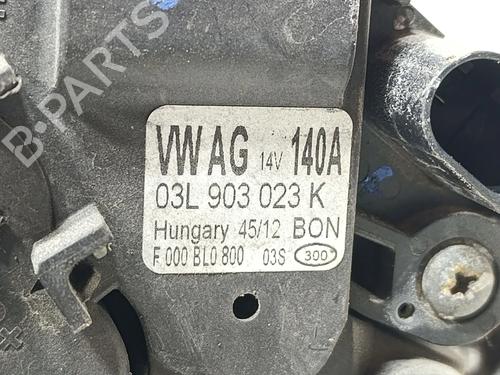 VW AG 14V 140A
03L 903 023 K
Hungary 45/12 BON
F 000 BL0 800 03S 300
B-PARTS